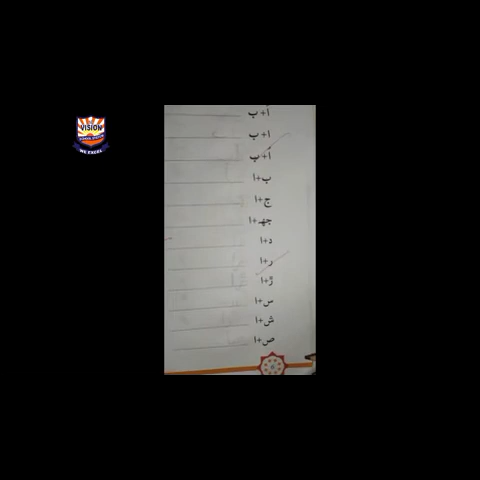 VISION
WE EXCEL
اَ + ب
ا + ب
اُ + ب
ب + ا
ج + ا
جھ + ا
د + ا
ر + ا
ڑ + ا
س + ا
ش + ا
ص + ا